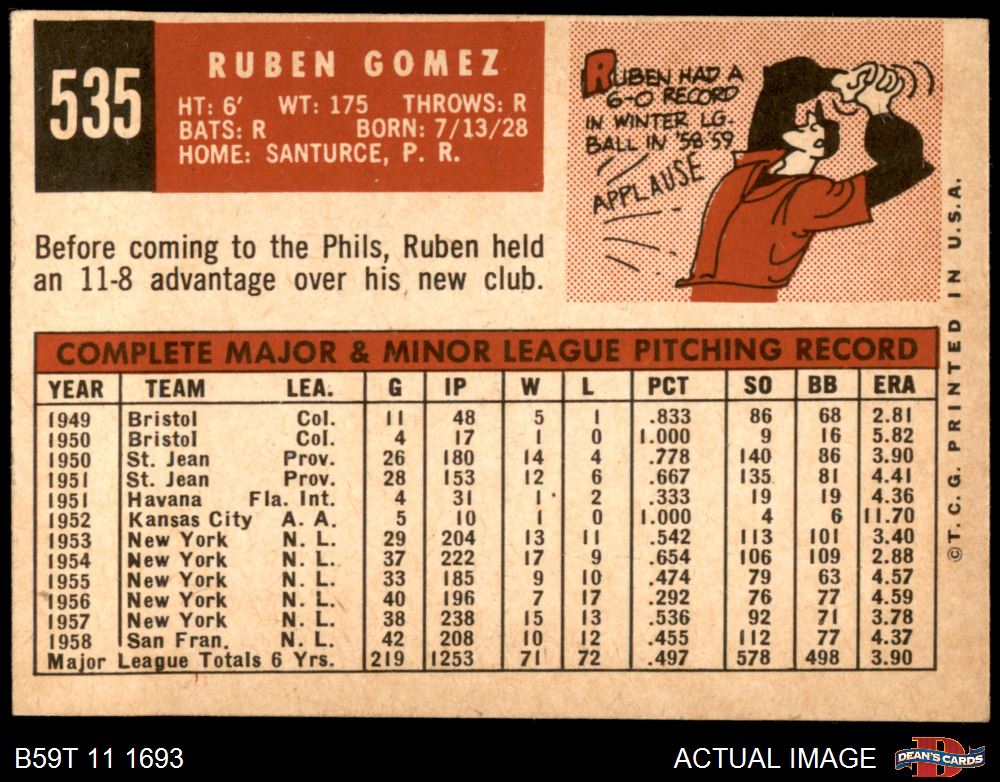 535
RUBEN GOMEZ
HT: 6' WT: 175 THROWS: R
BATS: R BORN: 7/13/28
HOME: SANTURCE, P. R.
RUBEN HAD A
6-0 RECORD
IN WINTER LG.
BALL IN '58-59
APPLAUSE
Before coming to the Phils, Ruben held
an 11-8 advantage over his new club.
COMPLETE MAJOR & MINOR LEAGUE PITCHING RECORD
YEAR TEAM LEA. G IP W L PCT SO BB ERA
1949 Bristol Col. 11 48 5 1 .833 86 68 2.81
1950 Bristol Col. 4 17 1 0 1.000 9 16 5.82
1950 St. Jean Prov. 26 180 14 4 .778 140 86 3.90
1951 St. Jean Prov. 28 153 12 6 .667 135 81 4.41
1951 Havana Fla. Int. 4 31 1 2 .333 19 19 4.36
1952 Kansas City A. A. 5 10 1 0 1.000 4 6 11.70
1953 New York N. L. 29 204 13 11 .542 113 101 3.40
1954 New York N. L. 37 222 17 9 .654 106 109 2.88
1955 New York N. L. 33 185 9 10 .474 79 63 4.57
1956 New York N. L. 40 196 7 17 .292 76 77 4.59
1957 New York N. L. 38 238 15 13 .536 92 71 3.78
1958 San Fran. N. L. 42 208 10 12 .455 112 77 4.37
Major League Totals 6 Yrs. 219 1253 71 72 .497 578 498 3.90
©T. C. G. PRINTED IN U.S.A.
B59T 11 1693
ACTUAL IMAGE
D
DEAN'S CARDS